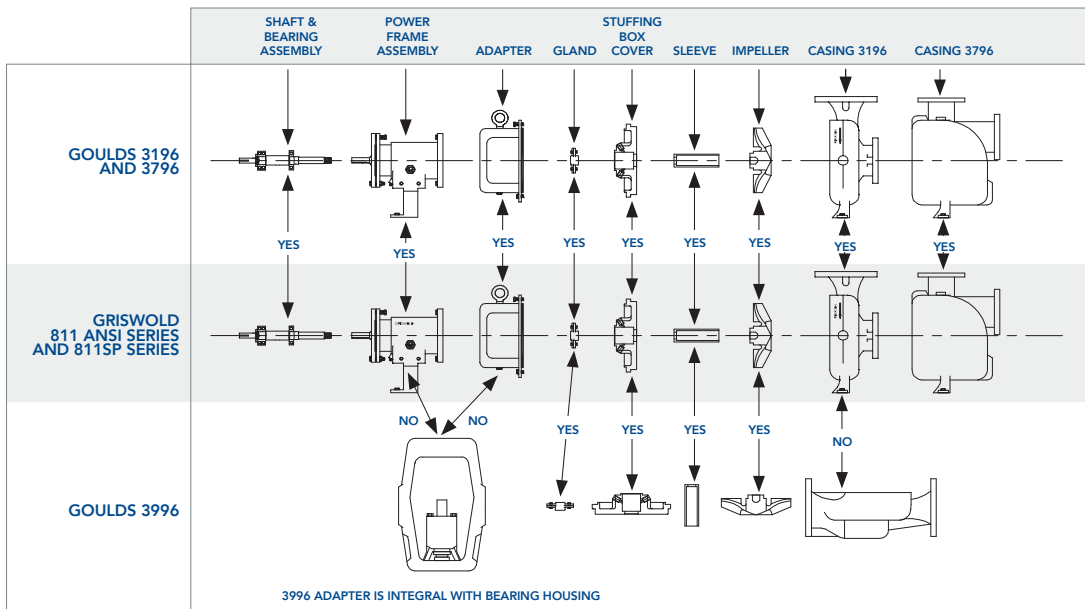 SHAFT &
BEARING
ASSEMBLY
POWER
FRAME
ASSEMBLY
ADAPTER
GLAND
STUFFING
BOX
COVER
SLEEVE
IMPELLER
CASING 3196
CASING 3796
GOULDS 3196
AND 3796
YES
YES
YES
YES
YES
YES
YES
YES
YES
GRISWOLD
811 ANSI SERIES
AND 811SP SERIES
NO
NO
YES
YES
YES
YES
NO
GOULDS 3996
3996 ADAPTER IS INTEGRAL WITH BEARING HOUSING